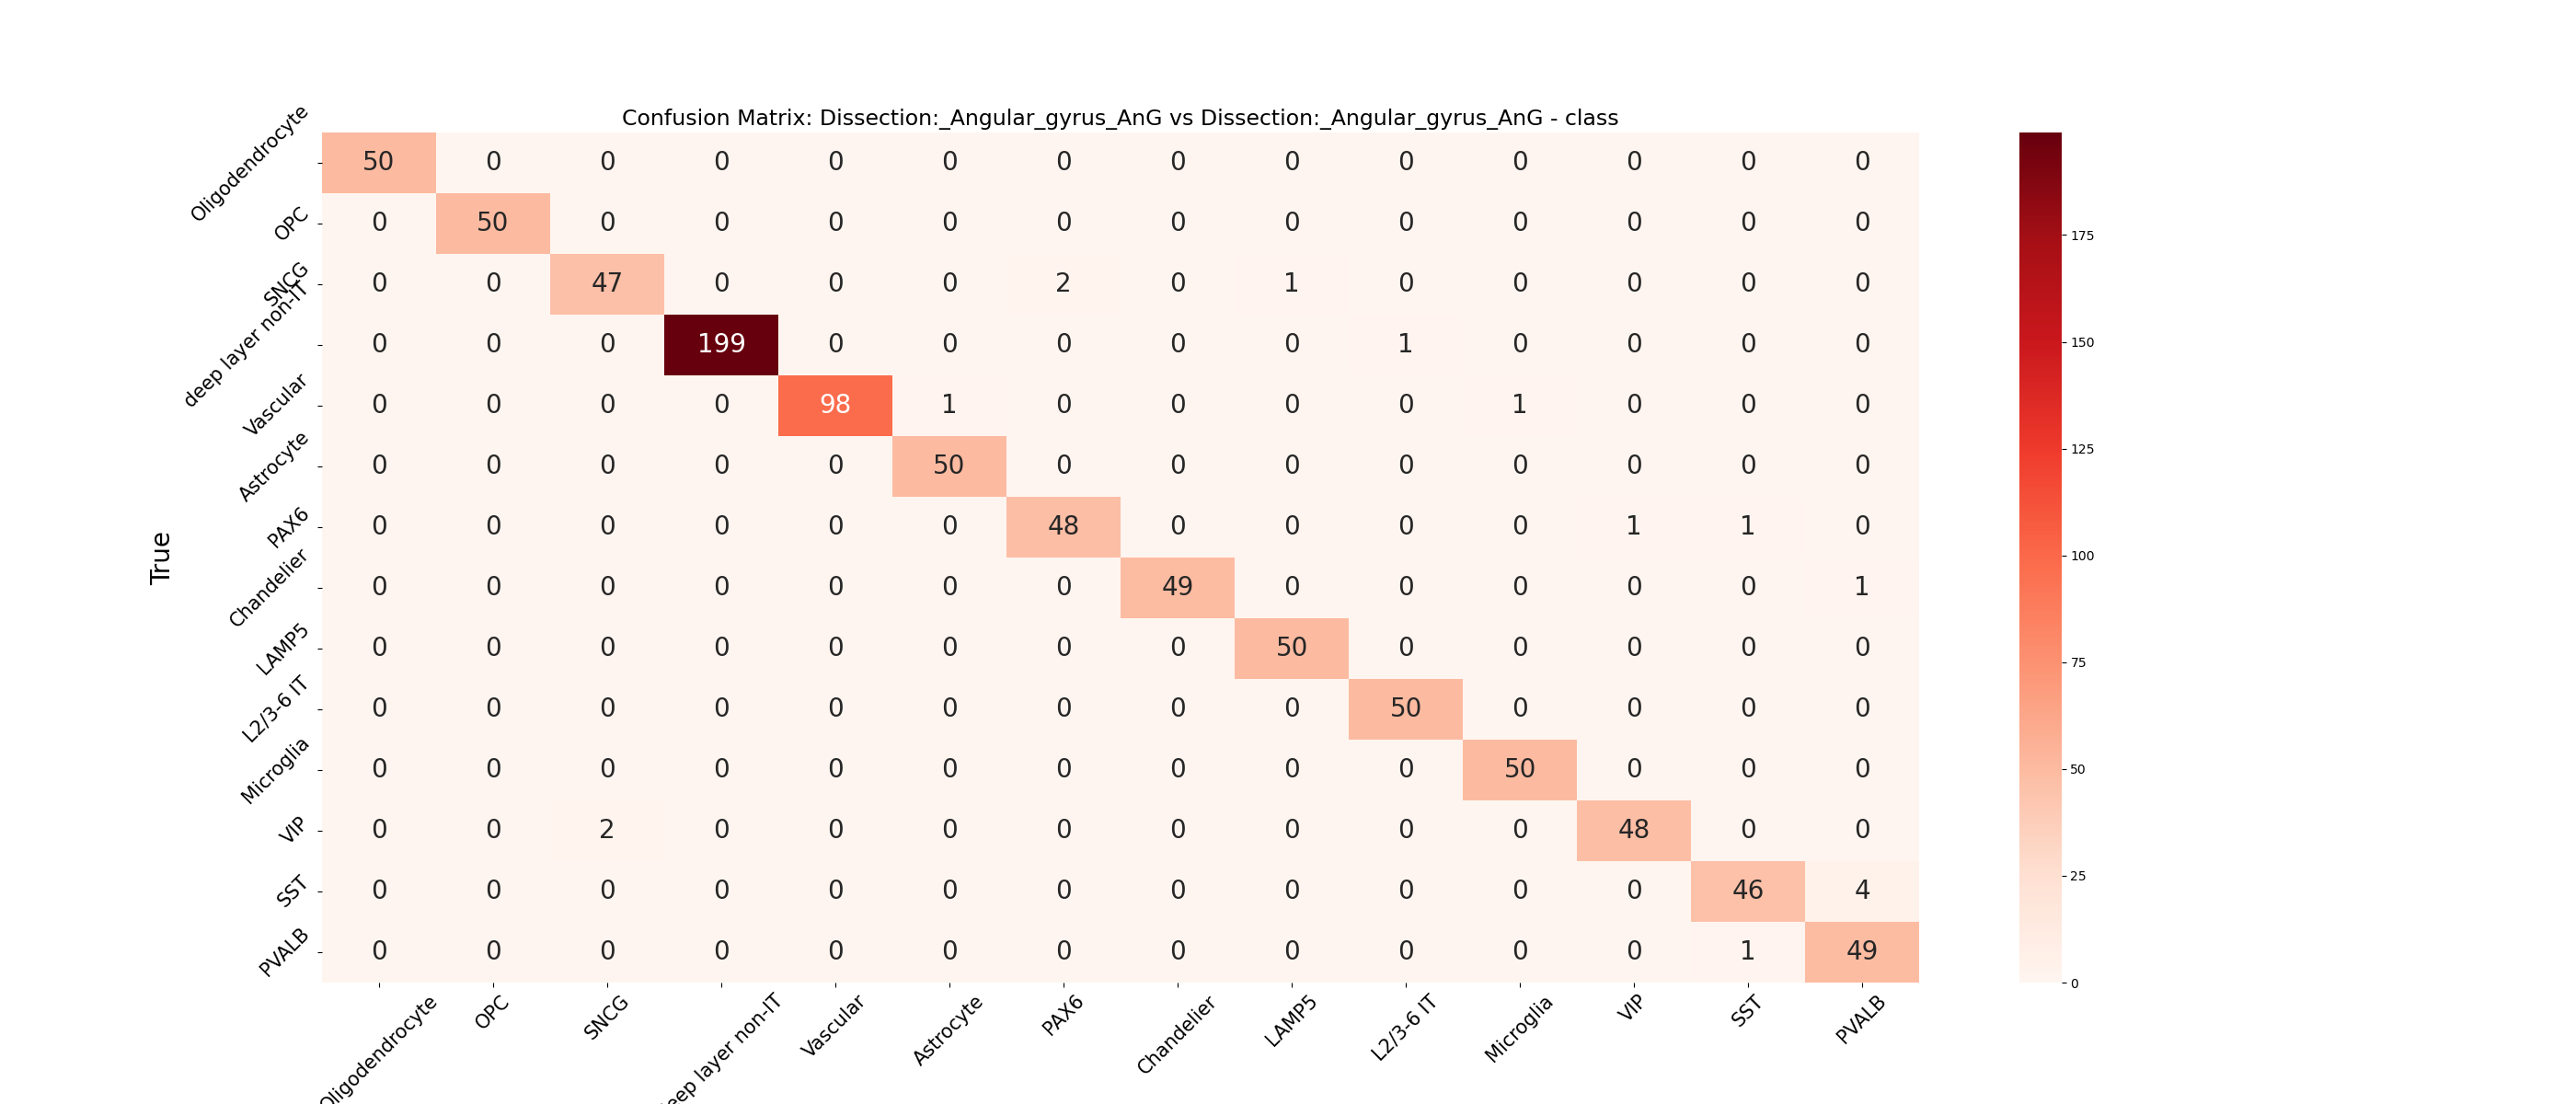 Confusion Matrix: Dissection:_Angular_gyrus_AnG vs Dissection:_Angular_gyrus_AnG - class
True
Oligodendrocyte 50 0 0 0 0 0 0 0 0 0 0 0 0 0
OPC 0 50 0 0 0 0 0 0 0 0 0 0 0 0
SNCG 0 0 47 0 0 0 2 0 1 0 0 0 0 0
deep layer non-IT 0 0 0 199 0 0 0 0 0 1 0 0 0 0
Vascular 0 0 0 0 98 1 0 0 0 0 1 0 0 0
Astrocyte 0 0 0 0 0 50 0 0 0 0 0 0 0 0
PAX6 0 0 0 0 0 0 48 0 0 0 0 1 1 0
Chandelier 0 0 0 0 0 0 0 49 0 0 0 0 0 1
LAMP5 0 0 0 0 0 0 0 0 50 0 0 0 0 0
L2/3-6 IT 0 0 0 0 0 0 0 0 0 50 0 0 0 0
Microglia 0 0 0 0 0 0 0 0 0 0 50 0 0 0
VIP 0 0 2 0 0 0 0 0 0 0 0 48 0 0
SST 0 0 0 0 0 0 0 0 0 0 0 0 46 4
PVALB 0 0 0 0 0 0 0 0 0 0 0 0 1 49
Oligodendrocyte OPC SNCG eep layer non-IT Vascular Astrocyte PAX6 Chandelier LAMP5 L2/3-6 IT Microglia VIP SST PVALB
175
150
125
100
75
50
25
0